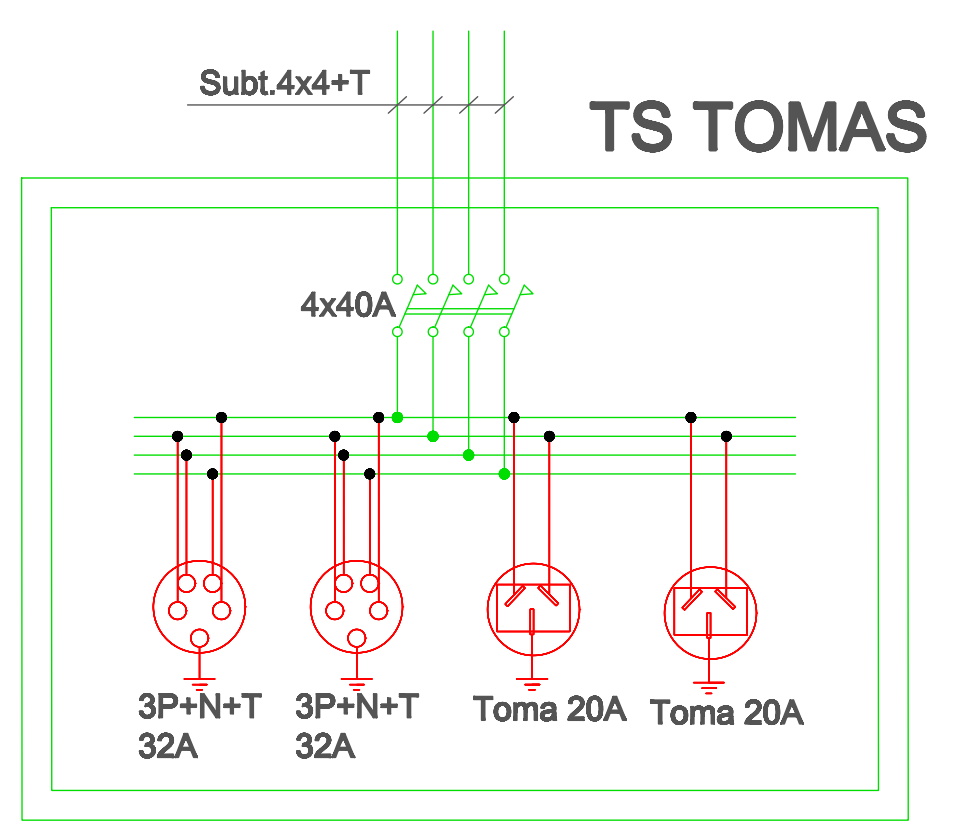 Subt.4x4+T
TS TOMAS
4x40A
3P+N+T
32A
3P+N+T
32A
Toma 20A
Toma 20A